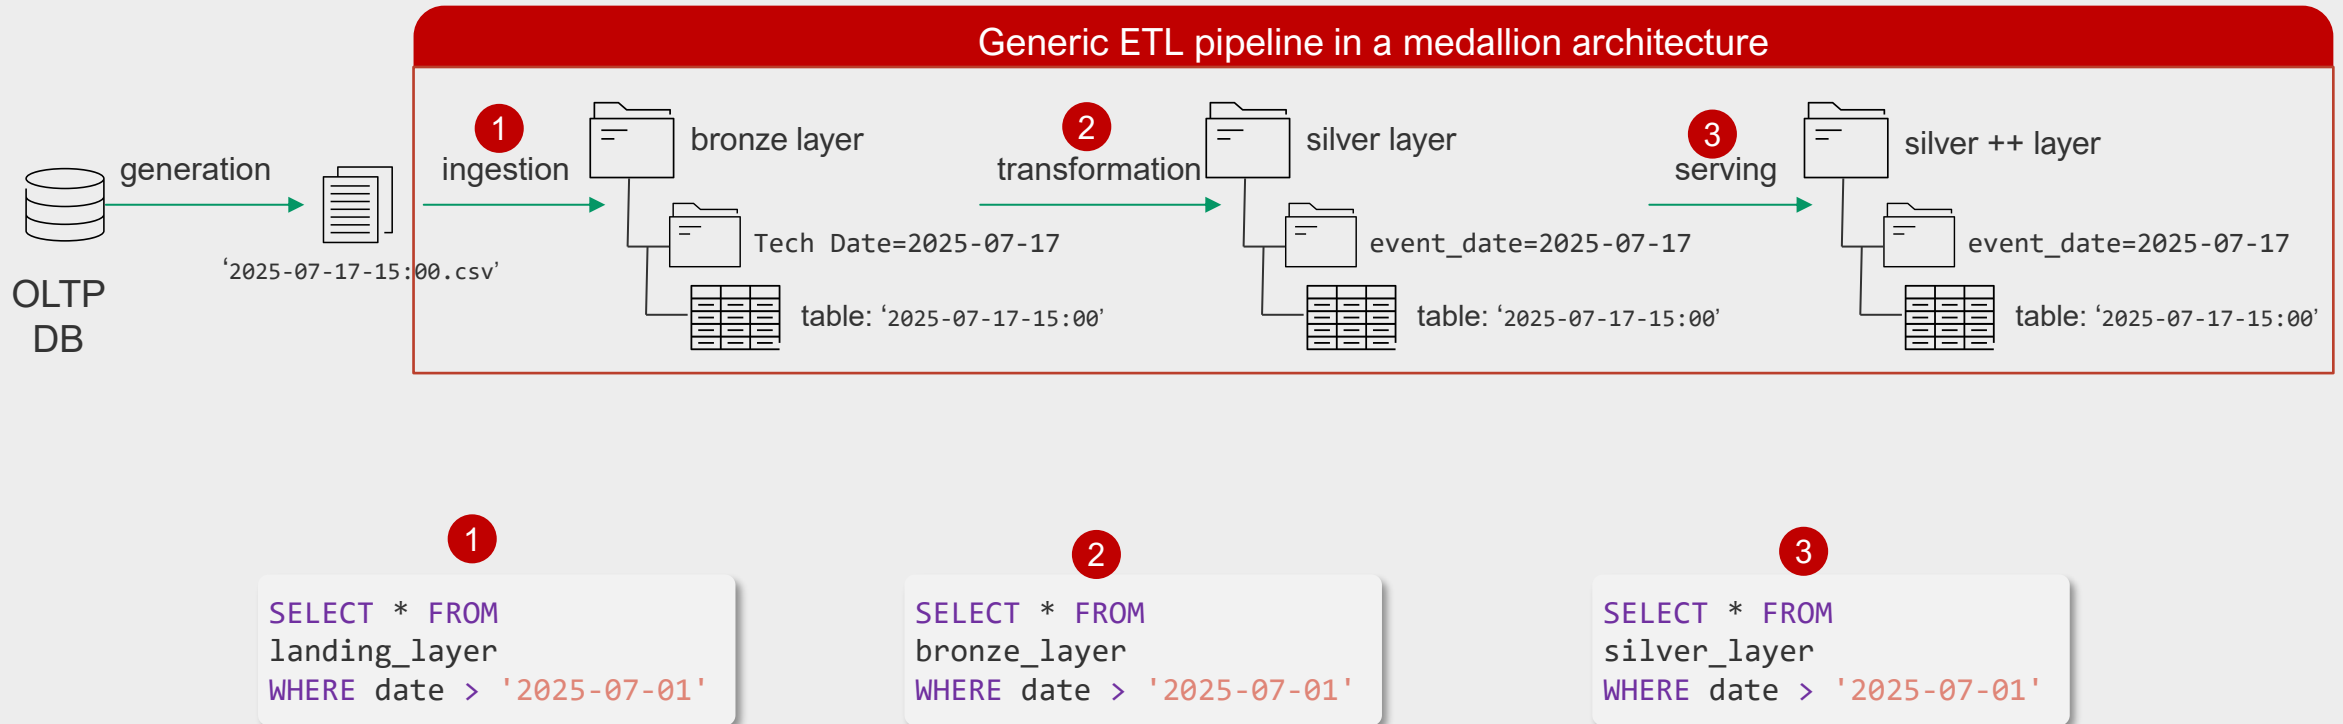 Generic ETL pipeline in a medallion architecture
generation
1
ingestion
bronze layer
2
transformation
silver layer
3
serving
silver ++ layer
OLTP
DB
‘2025-07-17-15:00.csv’
Tech Date=2025-07-17
table: ‘2025-07-17-15:00’
event_date=2025-07-17
table: ‘2025-07-17-15:00’
event_date=2025-07-17
table: ‘2025-07-17-15:00’
1
SELECT * FROM
landing_layer
WHERE date > '2025-07-01'
2
SELECT * FROM
bronze_layer
WHERE date > '2025-07-01'
3
SELECT * FROM
silver_layer
WHERE date > '2025-07-01'